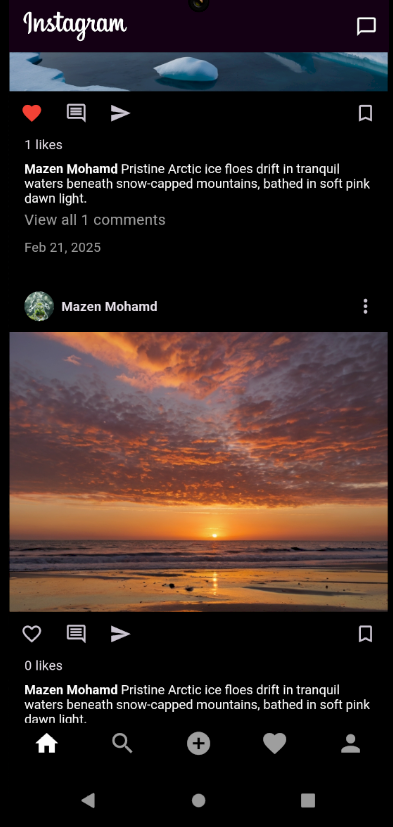 Instagram
1 likes
Mazen Mohamd Pristine Arctic ice floes drift in tranquil
waters beneath snow-capped mountains, bathed in soft pink
dawn light.
View all 1 comments
Feb 21, 2025
Mazen Mohamd
0 likes
Mazen Mohamd Pristine Arctic ice floes drift in tranquil
waters beneath snow-capped mountains, bathed in soft pink
dawn light.